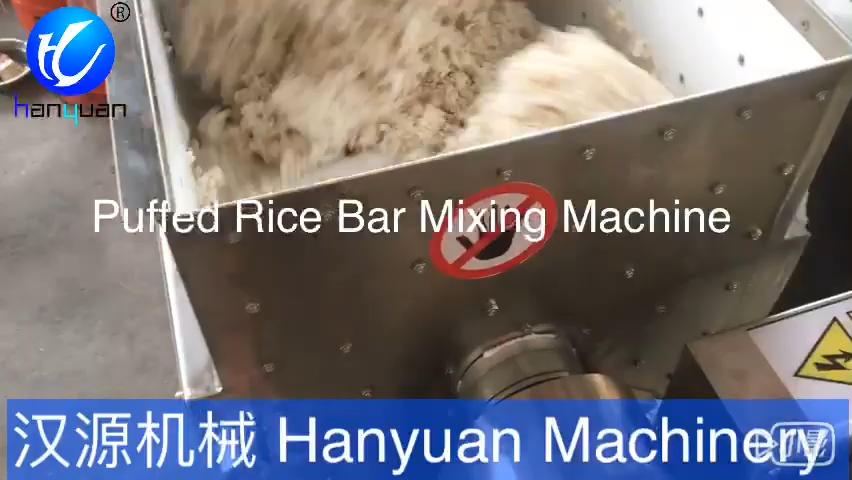 ®
hanyuan
Puffed Rice Bar Mixing Machine
汉源机械 Hanyuan Machinery